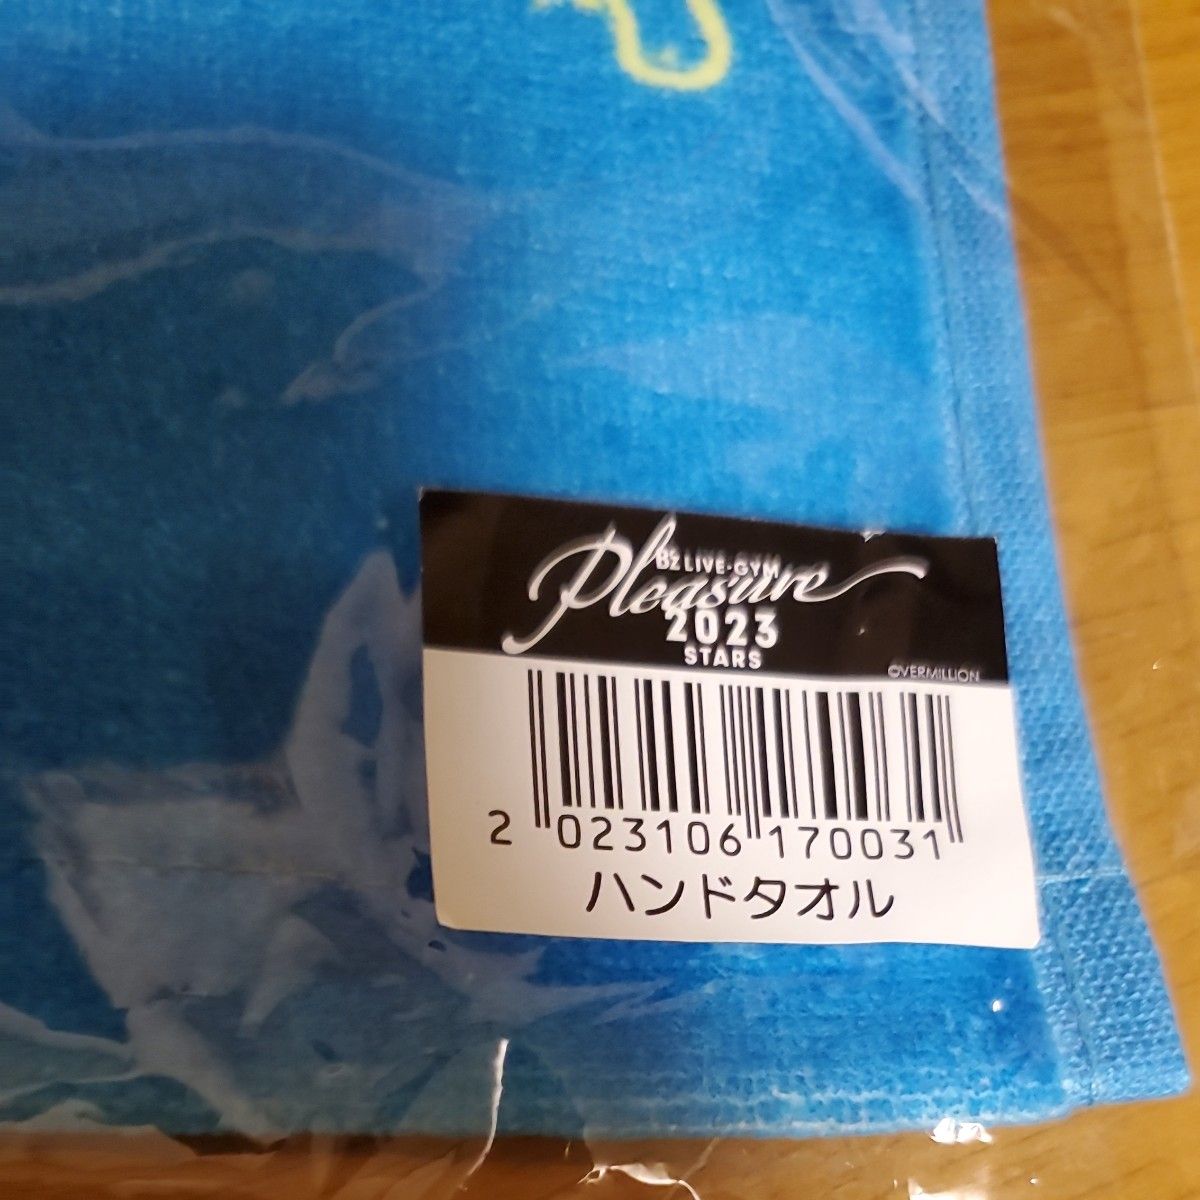 B'z LIVE-GYM
Pleasure
2023
STARS
©VERMILLION
2 023106 170031
ハンドタオル